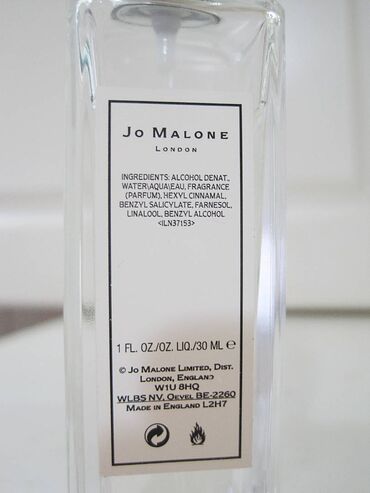 JO MALONE
LONDON
INGREDIENTS: ALCOHOL DENAT.,
WATER\AQUA\EAU, FRAGRANCE
(PARFUM), HEXYL CINNAMAL,
BENZYL SALICYLATE, FARNESOL,
LINALOOL, BENZYL ALCOHOL
<ILN37153>
1 FL. OZ./OZ. LIQ./30 ML ℮
© JO MALONE LIMITED, DIST.
LONDON, ENGLAND
W1U 8HQ
WLBS NV, OEVEL BE-2260
MADE IN ENGLAND L2H7